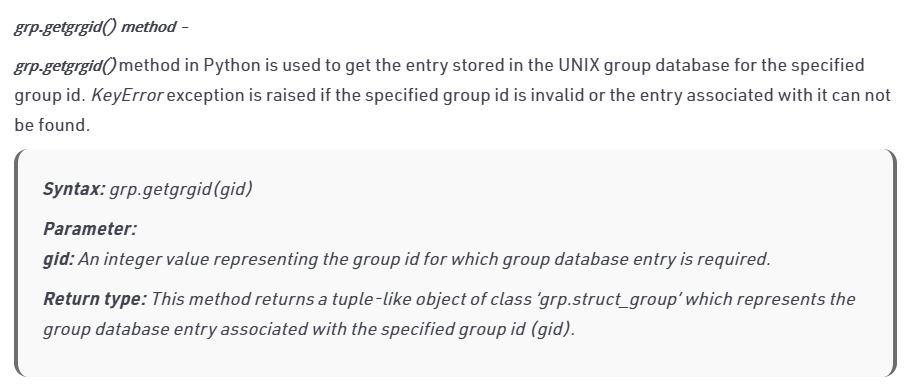 grp.getgrgid() method –
grp.getgrgid() method in Python is used to get the entry stored in the UNIX group database for the specified
group id. KeyError exception is raised if the specified group id is invalid or the entry associated with it can not
be found.
Syntax: grp.getgrgid(gid)
Parameter:
gid: An integer value representing the group id for which group database entry is required.
Return type: This method returns a tuple-like object of class ‘grp.struct_group’ which represents the
group database entry associated with the specified group id (gid).